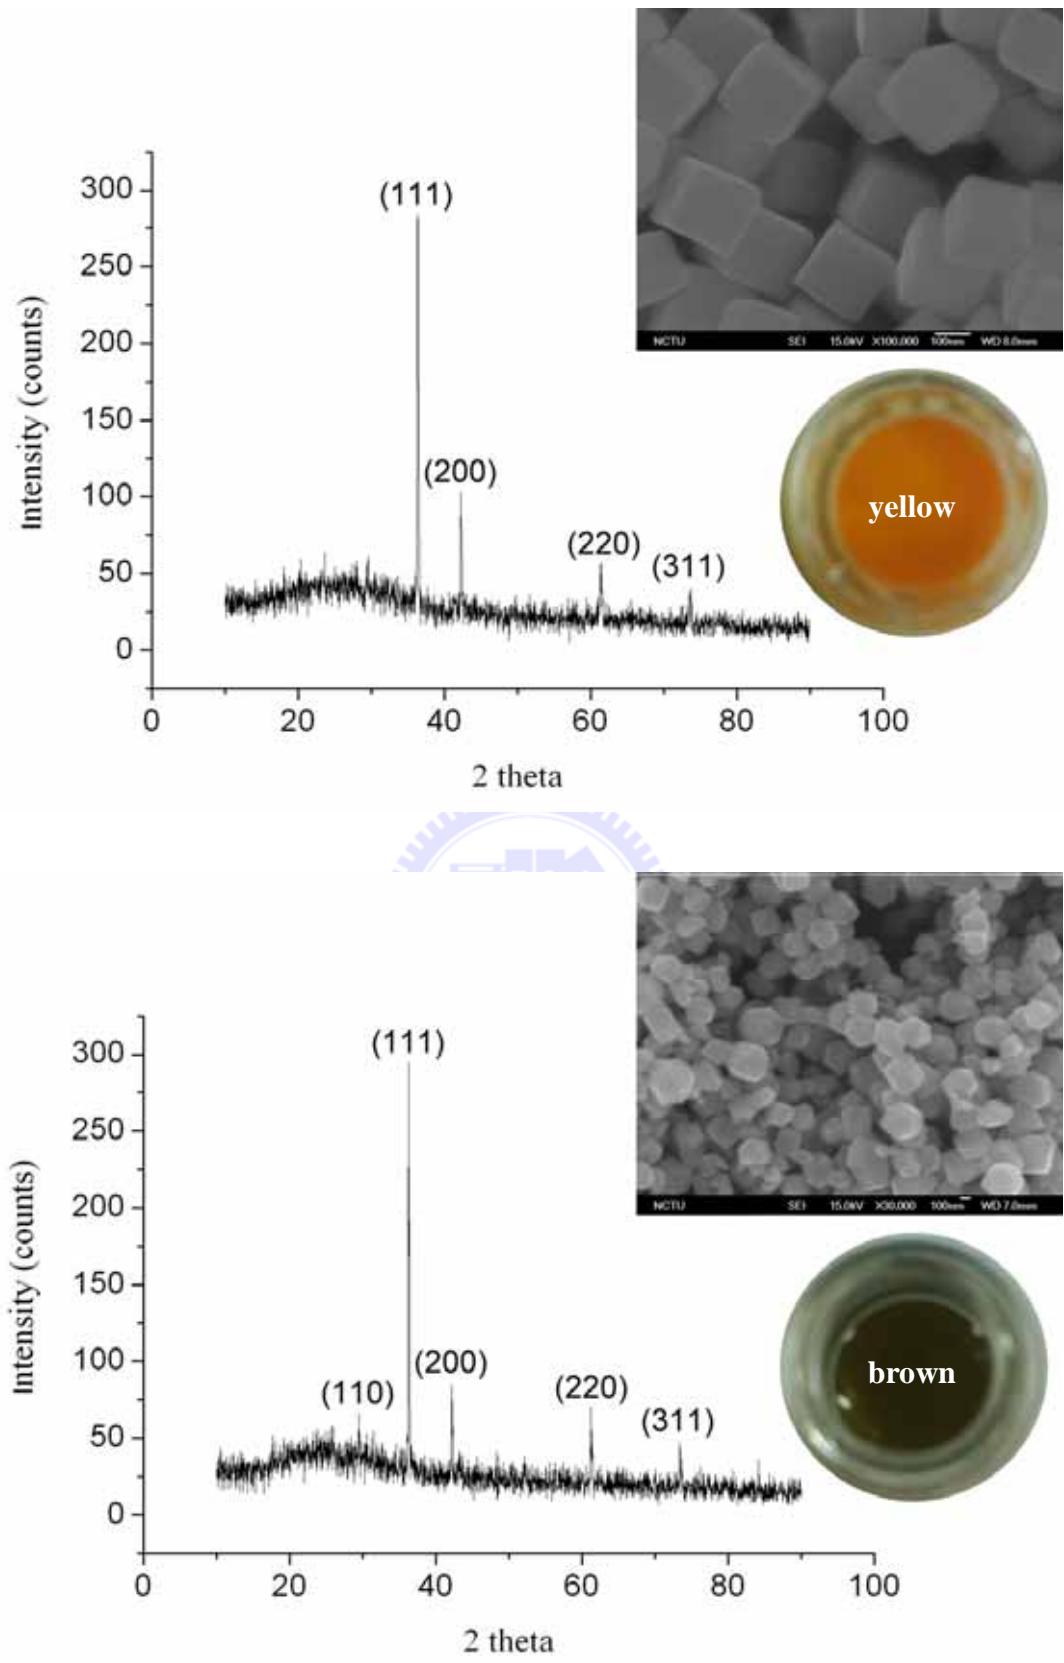 NCTU SEI 15.0kV X100,000 100nm WD 8.0mm
300
250
200
150
100
50
0
Intensity (counts)
(111)
(200)
(220)
(311)
yellow
0 20 40 60 80 100
2 theta
NCTU SEI 15.0kV X30,000 100nm WD 7.0mm
300
250
200
150
100
50
0
Intensity (counts)
(111)
(110)
(200)
(220)
(311)
brown
0 20 40 60 80 100
2 theta